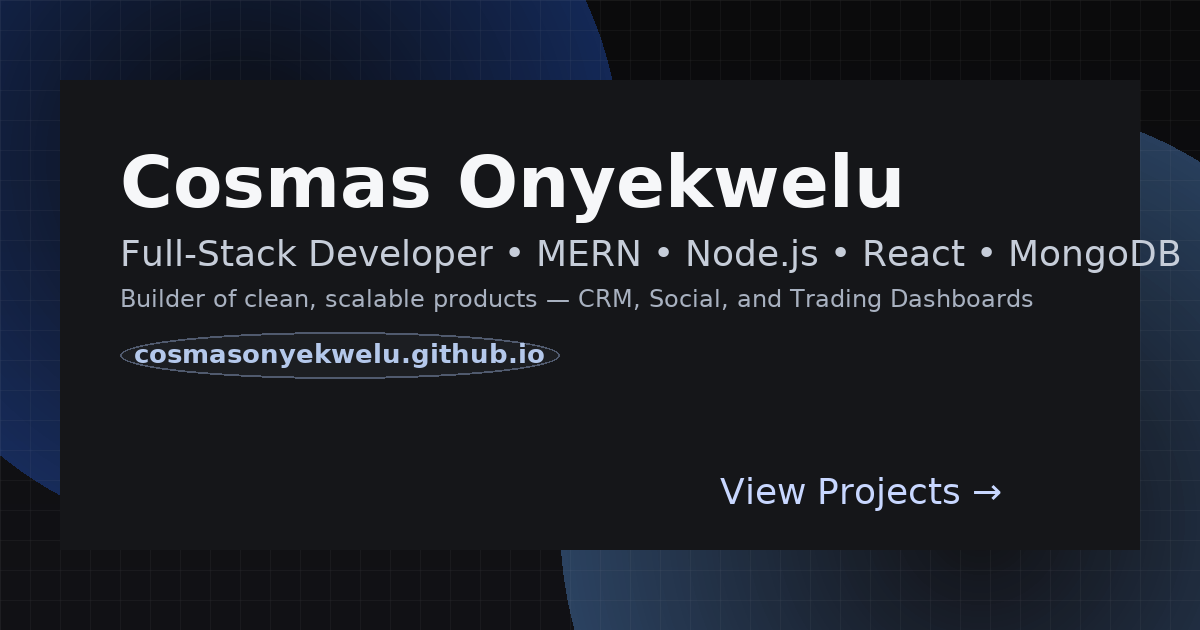 Cosmas Onyekwelu
Full-Stack Developer • MERN • Node.js • React • MongoDB
Builder of clean, scalable products — CRM, Social, and Trading Dashboards
cosmasonyekwelu.github.io
View Projects →